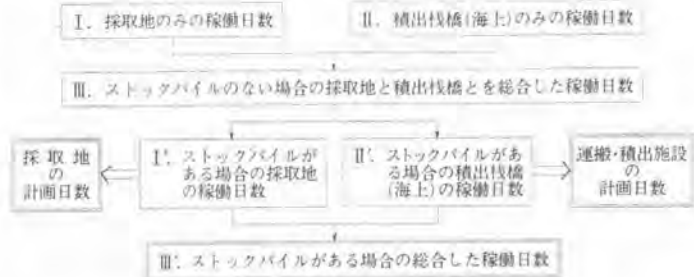 Ⅰ. 採取地のみの稼働日数
Ⅱ. 積出桟橋(海上)のみの稼働日数
Ⅲ. ストックパイルのない場合の採取地と積出桟橋とを総合した稼働日数
採取地
の
計画日数
Ⅰ′. ストックパイルが
ある場合の採取地
の稼働日数
Ⅱ′. ストックパイルがあ
る場合の積出桟橋
(海上)の稼働日数
運搬・積出施設
の
計画日数
Ⅲ′. ストックパイルがある場合の総合した稼働日数